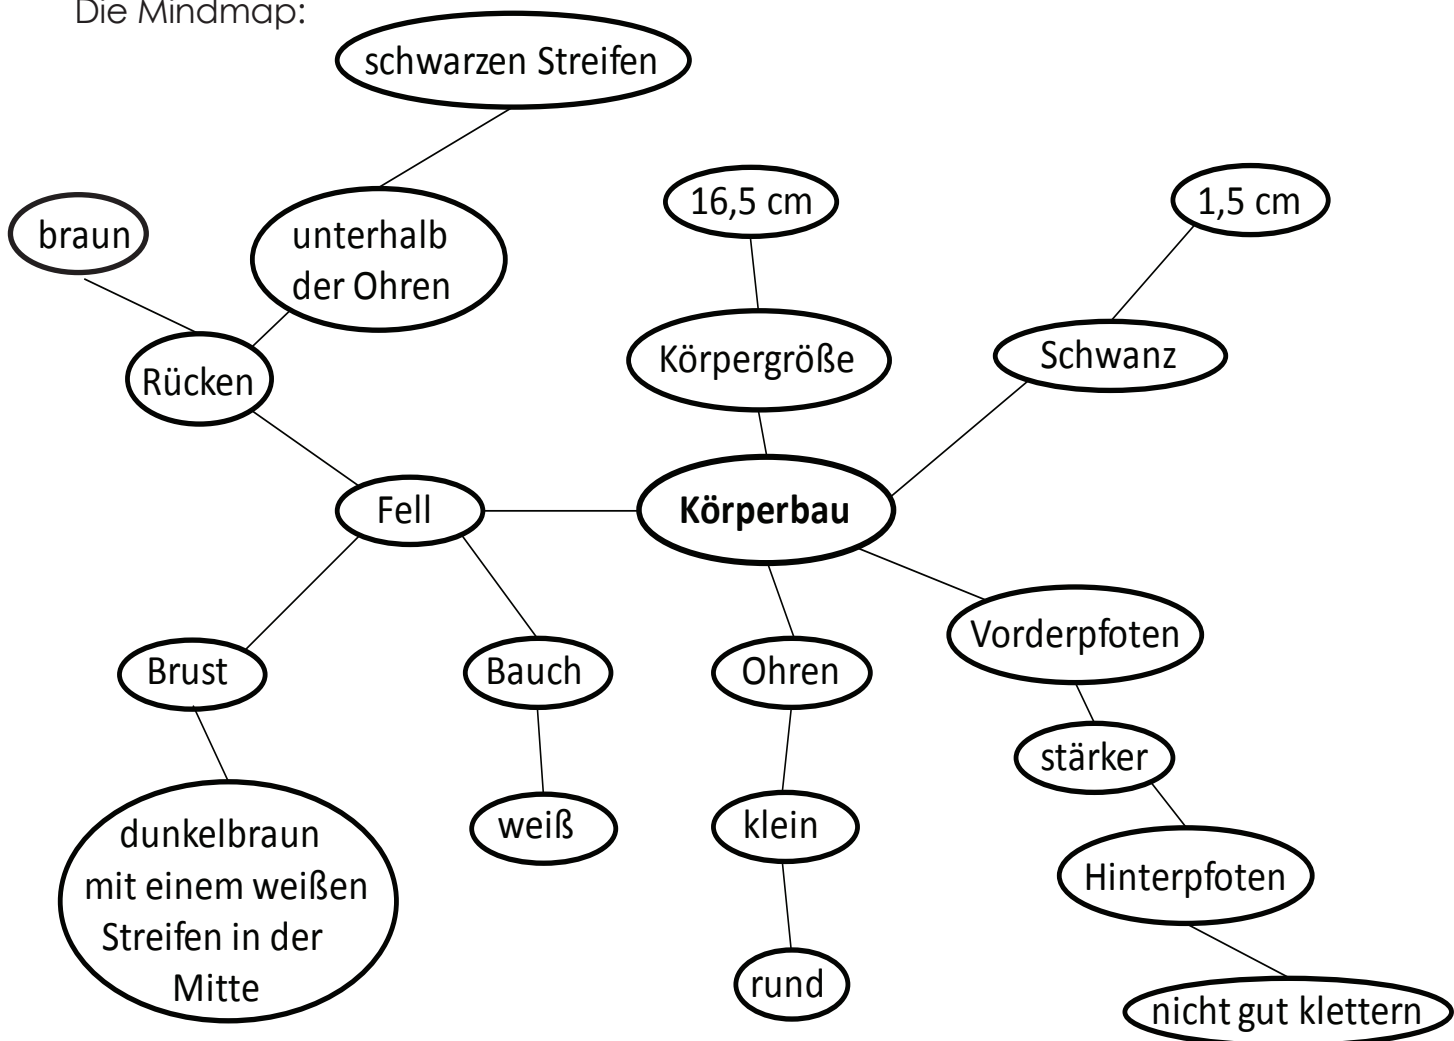 Die Mindmap:
schwarzen Streifen
braun
unterhalb
der Ohren
16,5 cm
1,5 cm
Rücken
Körpergröße
Schwanz
Fell
Körperbau
Vorderpfoten
Brust
Bauch
Ohren
stärker
dunkelbraun
mit einem weißen
Streifen in der
Mitte
weiß
klein
Hinterpfoten
rund
nicht gut klettern